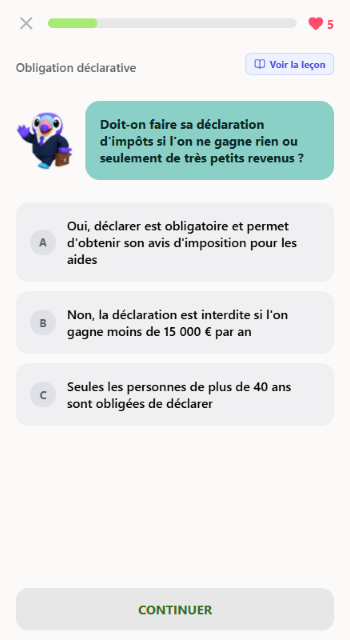 5
Obligation déclarative
Voir la leçon
Doit-on faire sa déclaration
d'impôts si l'on ne gagne rien ou
seulement de très petits revenus ?
A
Oui, déclarer est obligatoire et permet
d'obtenir son avis d'imposition pour les
aides
B
Non, la déclaration est interdite si l'on
gagne moins de 15 000 € par an
C
Seules les personnes de plus de 40 ans
sont obligées de déclarer
CONTINUER